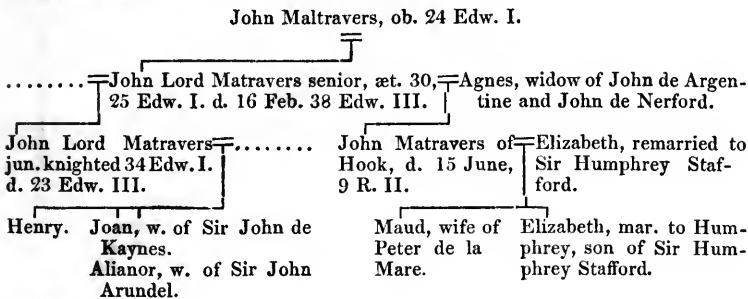 John Maltravers, ob. 24 Edw. I.
........ John Lord Matravers senior, æt. 30,
25 Edw. I. d. 16 Feb. 38 Edw. III.
Agnes, widow of John de Argen-
tine and John de Nerford.
John Lord Matravers ........
jun. knighted 34 Edw. I.
d. 23 Edw. III.
John Matravers of
Hook, d. 15 June,
9 R. II.
Elizabeth, remarried to
Sir Humphrey Staf-
ford.
Henry.
Joan, w. of Sir John de
Kaynes.
Alianor, w. of Sir John
Arundel.
Maud, wife of
Peter de la
Mare.
Elizabeth, mar. to Hum-
phrey, son of Sir Hum-
phrey Stafford.